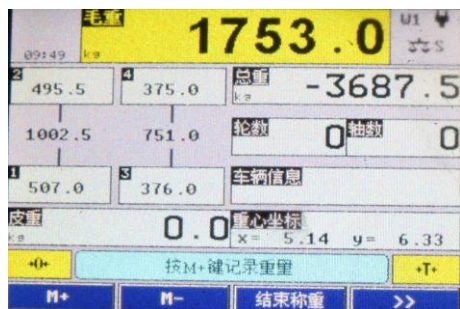 毛重 1753.0 W1
09:49 kg S
2 495.5 4 375.0 总重 kg -3687.5
1002.5 751.0 轮数 0 轴数 0
1 507.0 3 376.0 车辆信息
皮重 kg 0.0 重心坐标 x= 5.14 y= 6.33
→0← 按M+键记录重量 →T←
M+ M- 结束称重 >>